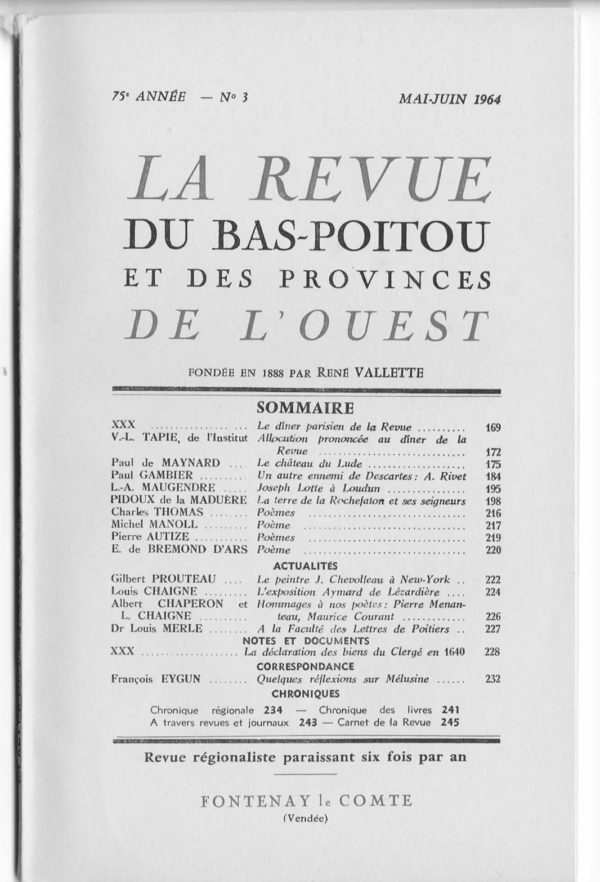 75e ANNÉE — No 3
MAI-JUIN 1964
LA REVUE
DU BAS-POITOU
ET DES PROVINCES
DE L'OUEST
FONDÉE EN 1888 PAR RENÉ VALLETTE
SOMMAIRE
XXX ................ ... Le dîner parisien de la Revue .......... 169
V.-L. TAPIE, de l'Institut Allocution prononcée au dîner de la
Revue ............................. 172
Paul de MAYNARD .... Le château du Lude .................. 175
Paul GAMBIER ......... Un autre ennemi de Descartes : A. Rivet 184
L.-A. MAUGENDRE ..... Joseph Lotte à Loudun ............... 195
PIDOUX de la MADUÈRE La terre de la Rochefaton et ses seigneurs 198
Charles THOMAS ....... Poèmes ............................. 216
Michel MANOLL ......... Poème ............................. 217
Pierre AUTIZE .......... Poèmes ............................ 219
E. de BREMOND D'ARS Poème ............................. 220
ACTUALITÉS
Gilbert PROUTEAU .... Le peintre J. Chevolleau à New-York .. 222
Louis CHAIGNE ......... L'exposition Aymard de Lézardière .... 224
Albert CHAPERON et Hommages à nos poètes : Pierre Menan-
L. CHAIGNE .......... teau, Maurice Courant ............ 226
Dr Louis MERLE ....... A la Faculté des Lettres de Poitiers .. 227
NOTES ET DOCUMENTS
XXX .................. La déclaration des biens du Clergé en 1640 228
CORRESPONDANCE
François EYGUN ........ Quelques réflexions sur Mélusine ...... 232
CHRONIQUES
Chronique régionale 234 — Chronique des livres 241
A travers revues et journaux 243 — Carnet de la Revue 245
Revue régionaliste paraissant six fois par an
FONTENAY le COMTE
(Vendée)